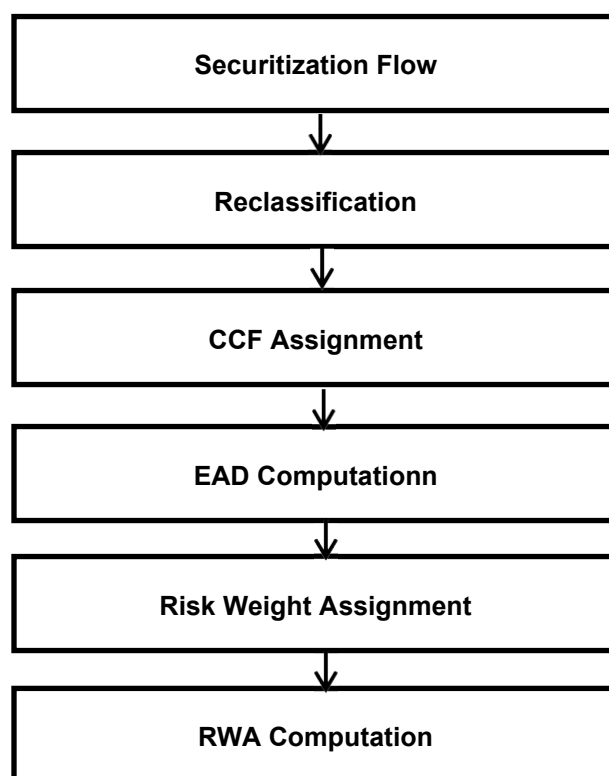 Securitization Flow
Reclassification
CCF Assignment
EAD Computationn
Risk Weight Assignment
RWA Computation